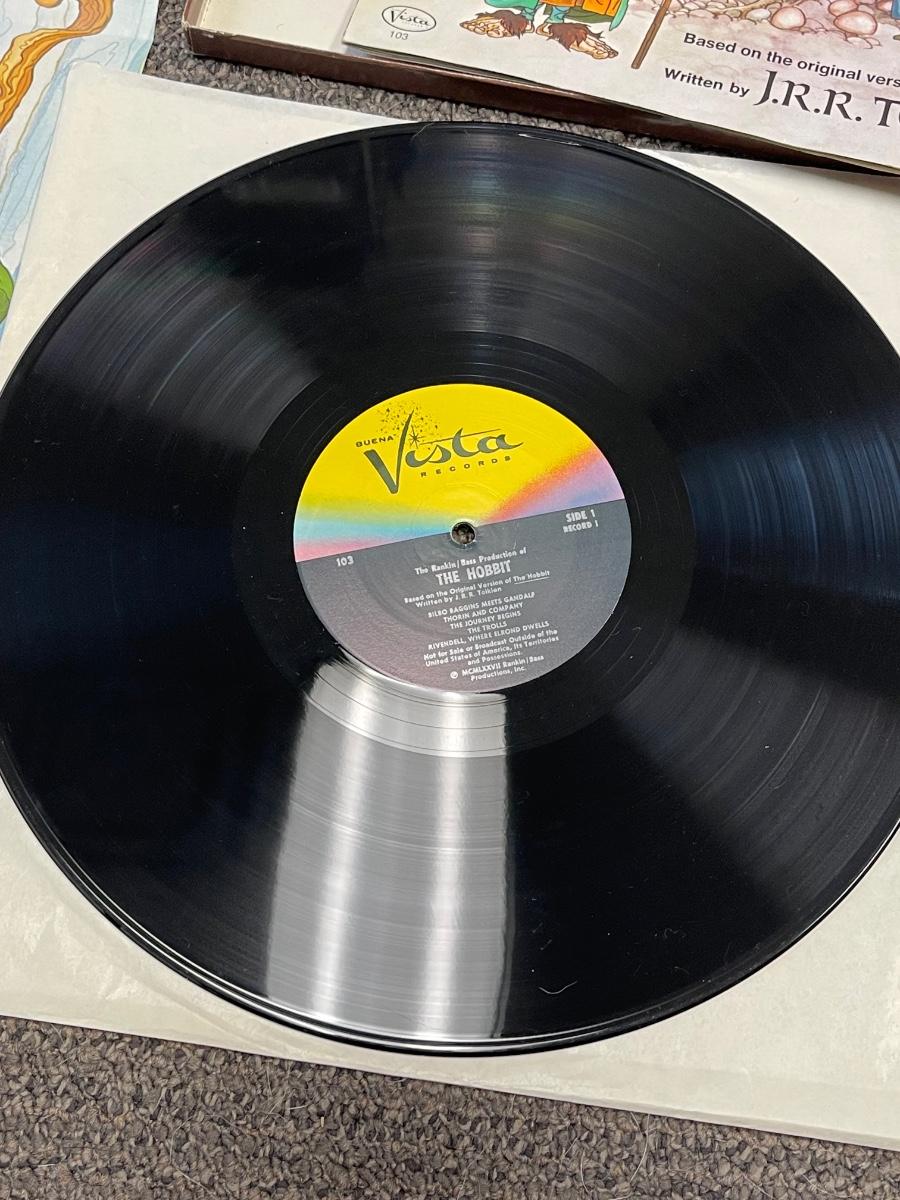 Vista
103
Based on the original vers
Written by J.R.R. T
BUENA
Vista
RECORDS
SIDE 1
RECORD 1
103
The Rankin/Bass Production of
THE HOBBIT
Based on the Original Version of The Hobbit
Written by J. R. R. Tolkien
BILBO BAGGINS MEETS GANDALF
THORIN AND COMPANY
THE JOURNEY BEGINS
THE TROLLS
RIVENDELL, WHERE ELROND DWELLS
Not for Sale or Broadcast Outside of the
United States of America, Its Territories
and Possessions.
℗ MCMLXXVII Rankin/Bass
Productions, Inc.